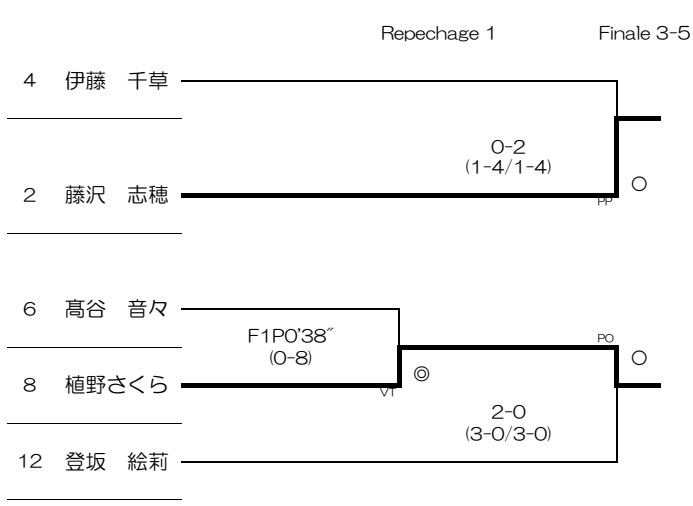 Repechage 1 Finale 3-5
4 伊藤 千草
0-2
(1-4/1-4)
2 藤沢 志穂
PP ○
6 髙谷 音々
F1P0'38″
(0-8)
PO ○
8 植野さくら
VT ◎
2-0
(3-0/3-0)
12 登坂 絵莉